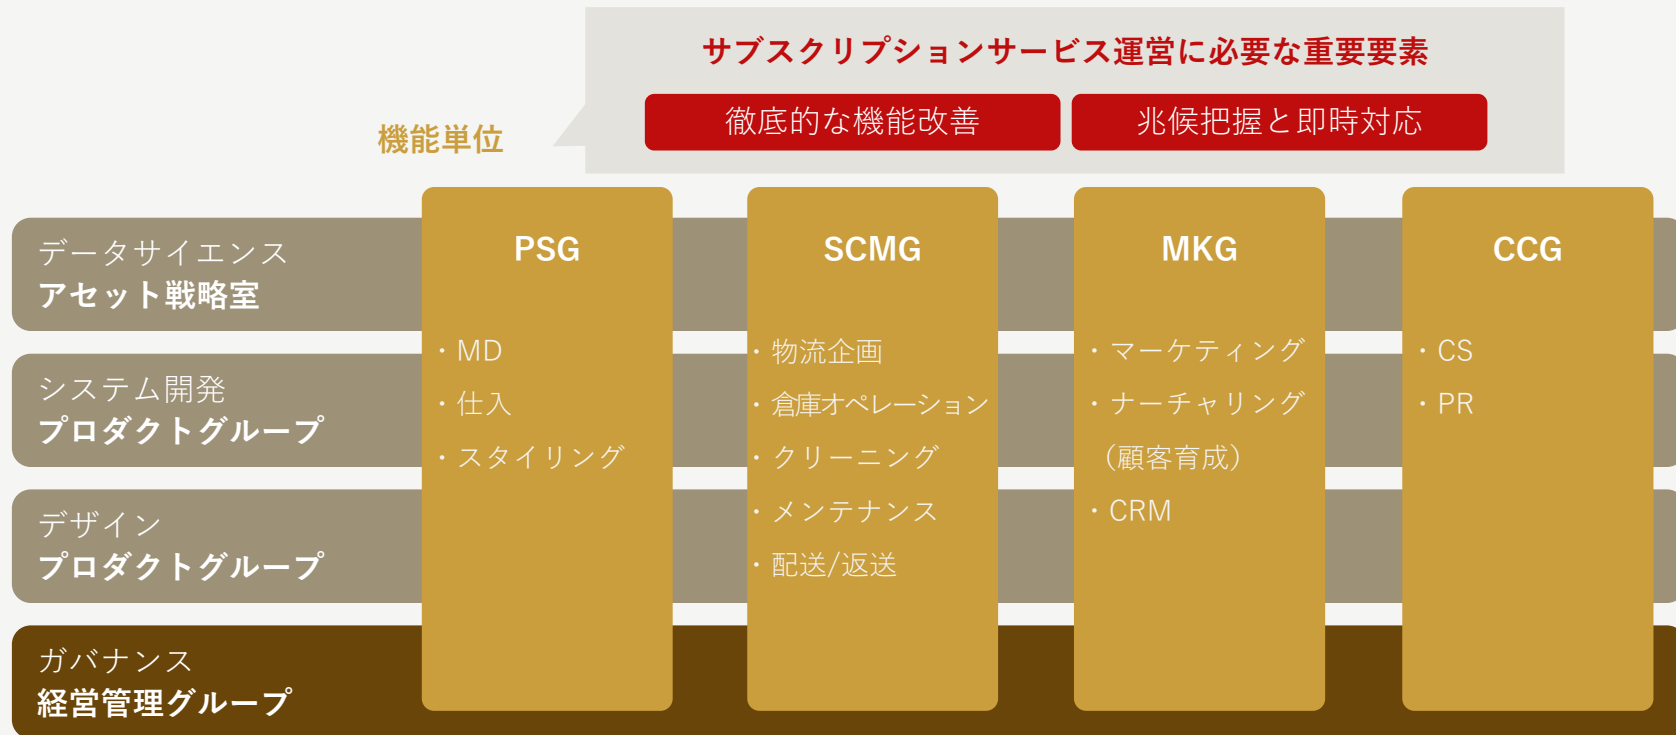 サブスクリプションサービス運営に必要な重要要素
徹底的な機能改善
兆候把握と即時対応
機能単位
データサイエンス
アセット戦略室
システム開発
プロダクトグループ
デザイン
プロダクトグループ
ガバナンス
経営管理グループ
PSG
・MD
・仕入
・スタイリング
SCMG
・物流企画
・倉庫オペレーション
・クリーニング
・メンテナンス
・配送/返送
MKG
・マーケティング
・ナーチャリング
（顧客育成）
・CRM
CCG
・CS
・PR